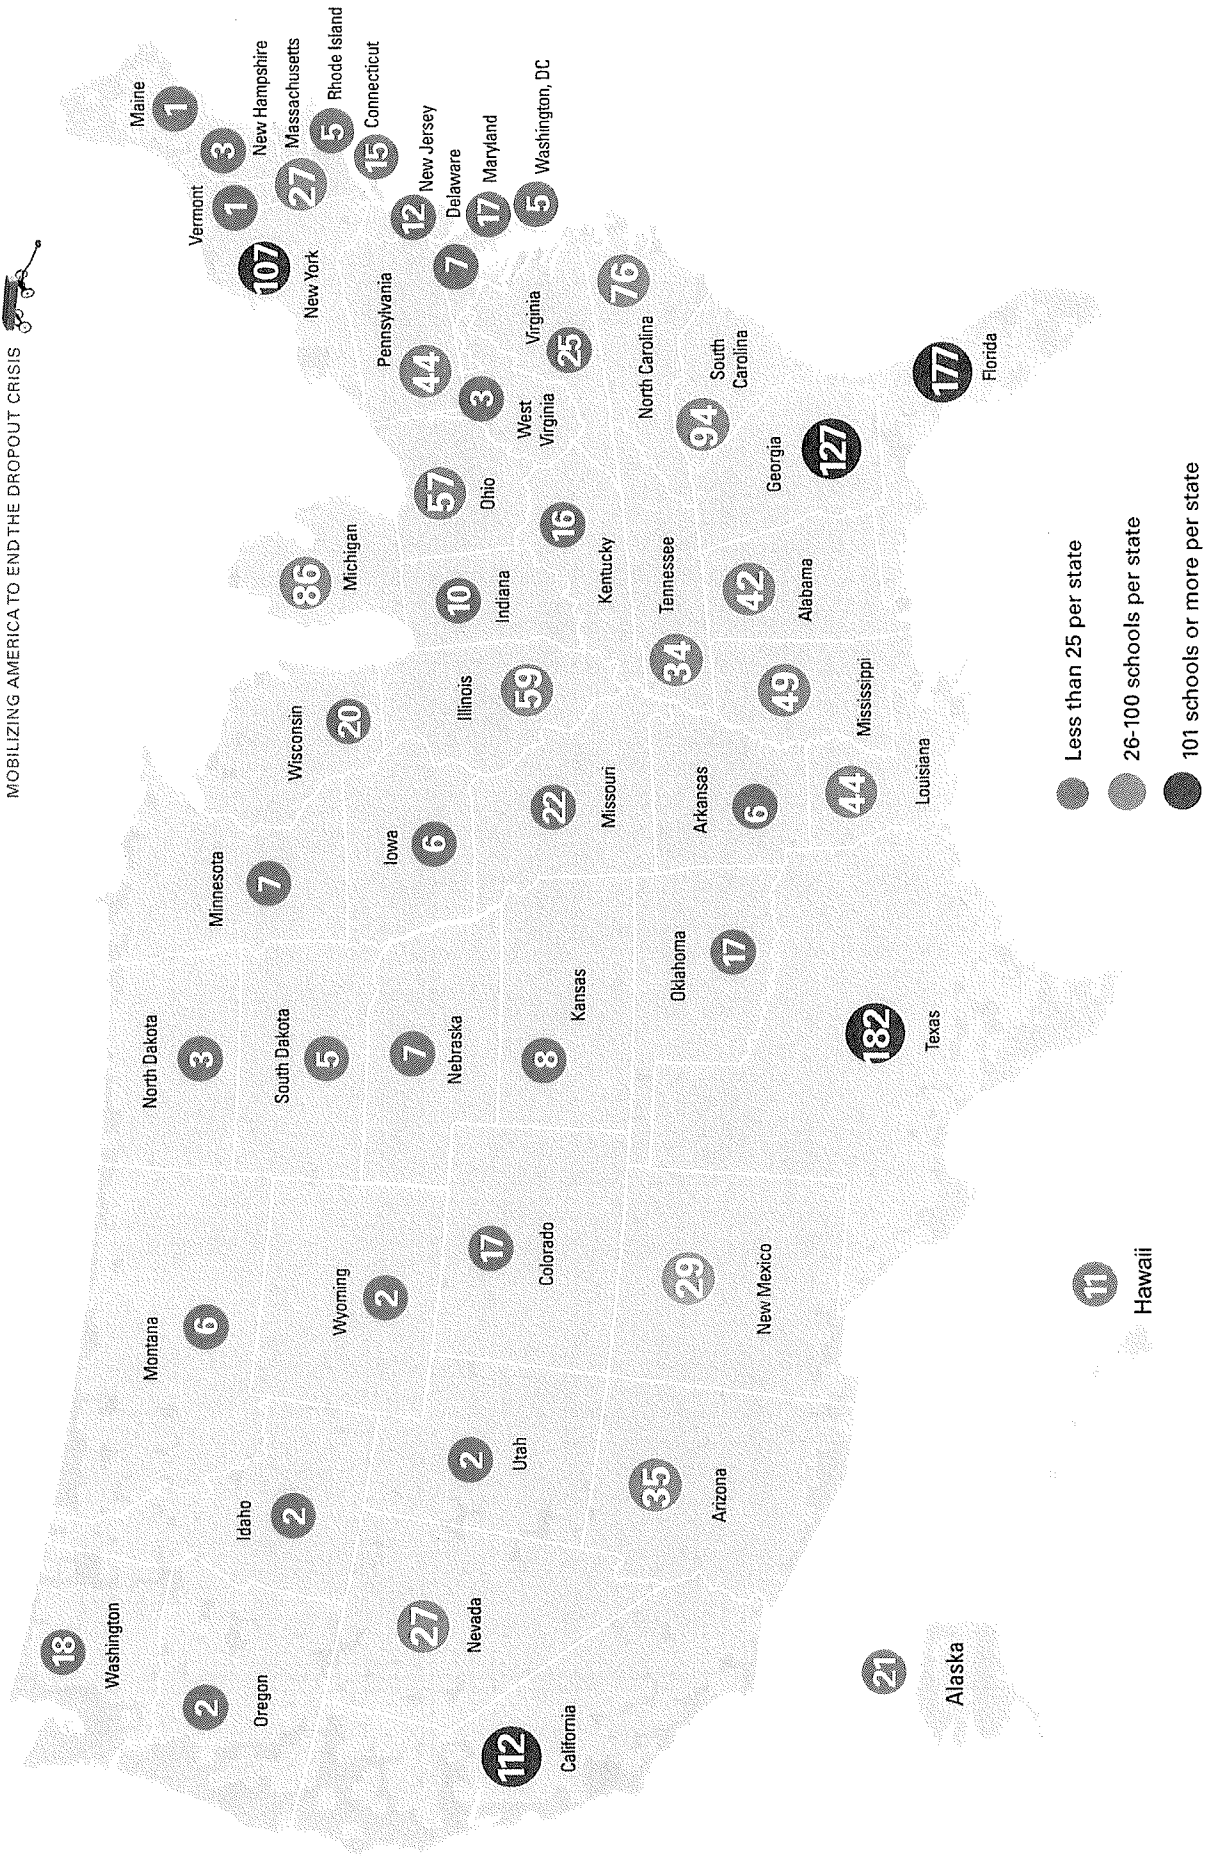 MOBILIZING AMERICA TO END THE DROPOUT CRISIS
18
Washington
2
Oregon
112
California
27
Nevada
2
Idaho
6
Montana
2
Wyoming
2
Utah
17
Colorado
35
Arizona
29
New Mexico
North Dakota
3
South Dakota
5
7
Nebraska
8
Kansas
Oklahoma
17
182
Texas
Minnesota
7
Iowa
6
22
Missouri
Arkansas
6
44
Louisiana
Wisconsin
20
Illinois
59
86
Michigan
10
Indiana
57
Ohio
16
Kentucky
Tennessee
34
49
Mississippi
42
Alabama
Georgia
127
177
Florida
South
Carolina
94
North Carolina
76
Virginia
25
3
West
Virginia
Pennsylvania
44
107
New York
Vermont
1
3
New Hampshire
Maine
1
27
Massachusetts
5
Rhode Island
15
Connecticut
12
New Jersey
7
Delaware
17
Maryland
5
Washington, DC
21
Alaska
11
Hawaii
Less than 25 per state
26-100 schools per state
101 schools or more per state